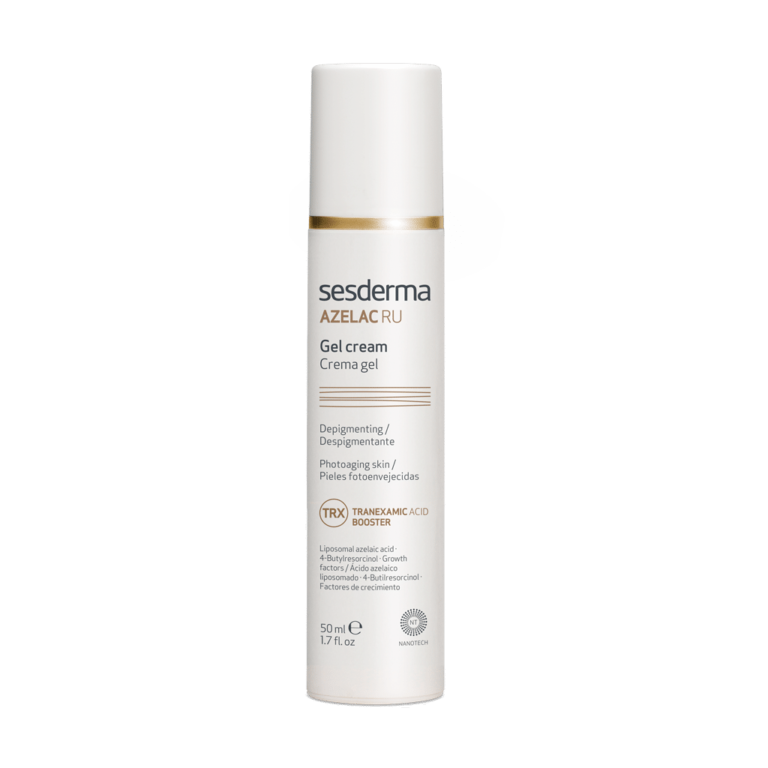 sesderma
AZELAC RU
Gel cream
Crema gel
Depigmenting /
Despigmentante
Photoaging skin /
Pieles fotoenvejecidas
TRX TRANEXAMIC ACID
BOOSTER
Liposomal azelaic acid ·
4-Butylresorcinol · Growth
factors / Ácido azelaico
liposomado · 4-Butilresorcinol ·
Factores de crecimiento
50 ml ℮
1.7 fl. oz
NT
NANOTECH